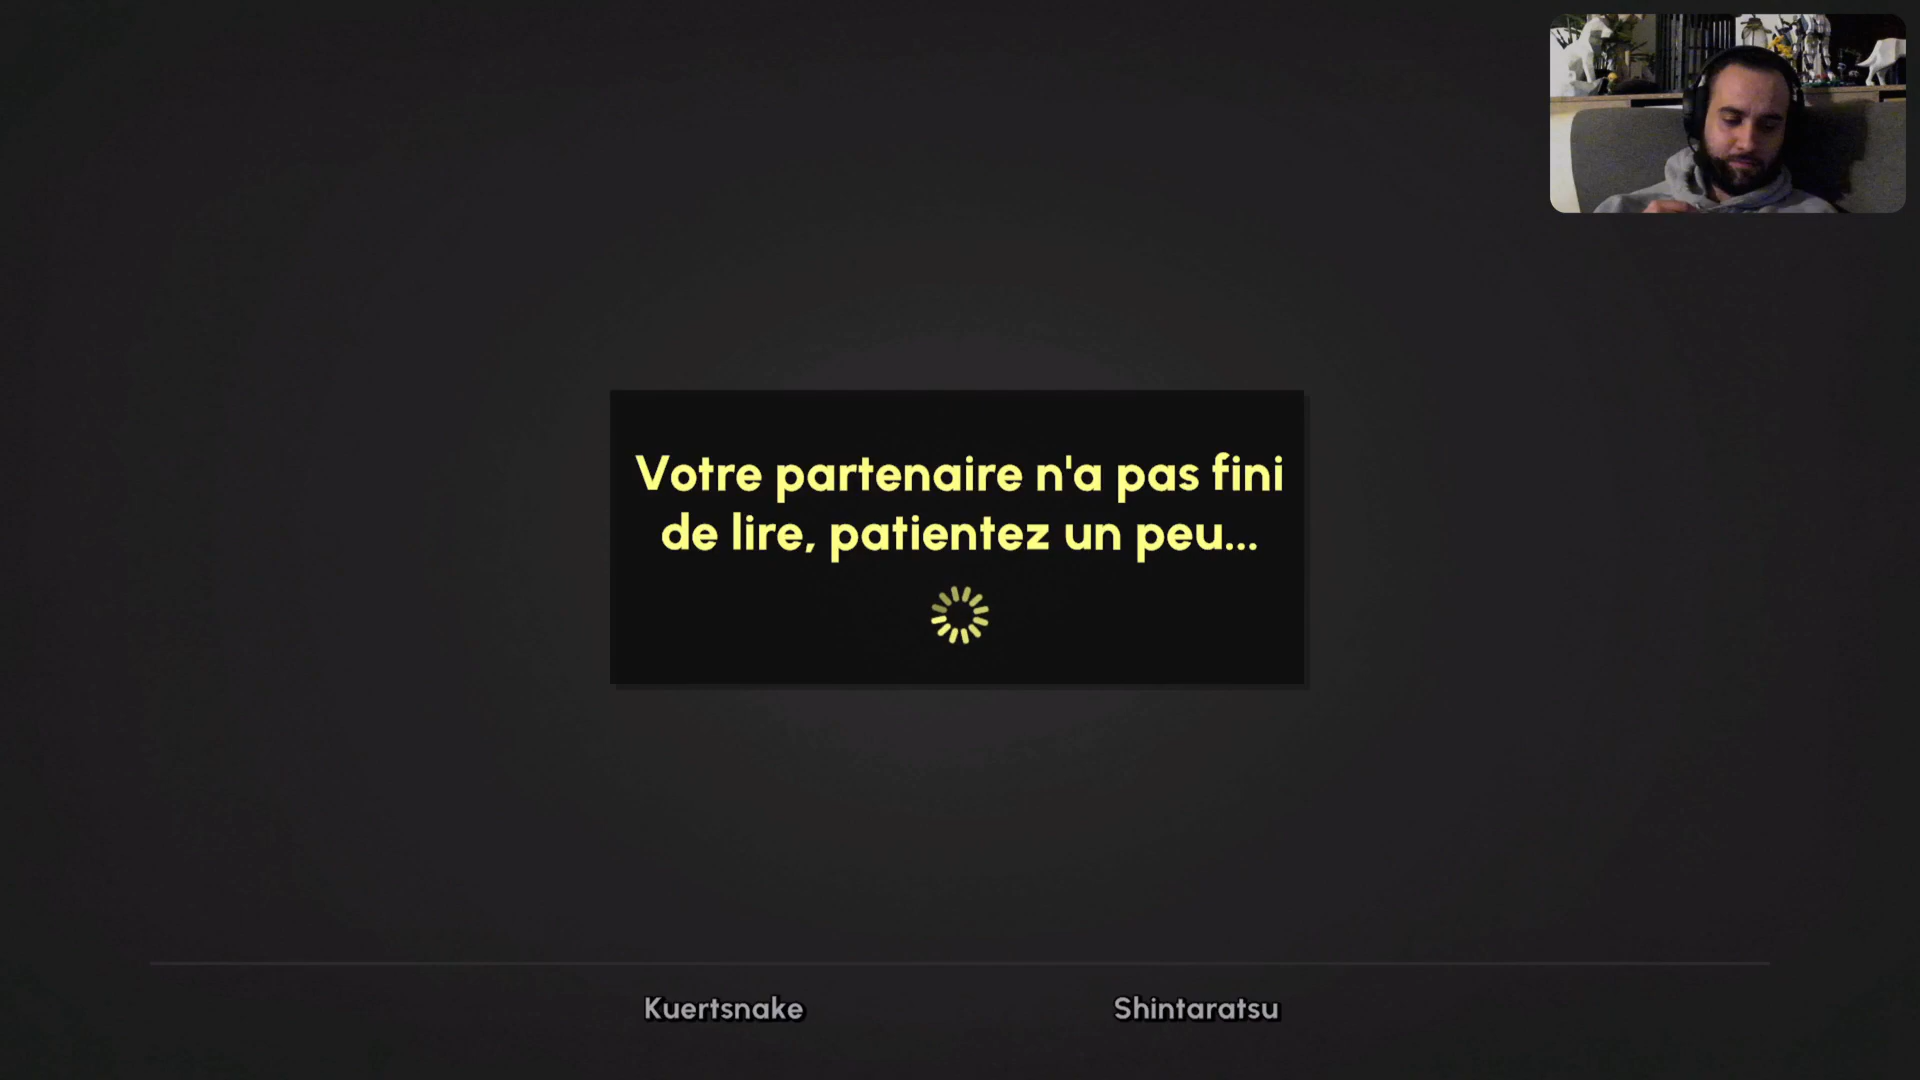 Votre partenaire n'a pas fini
de lire, patientez un peu...
Kuertsnake
Shintaratsu